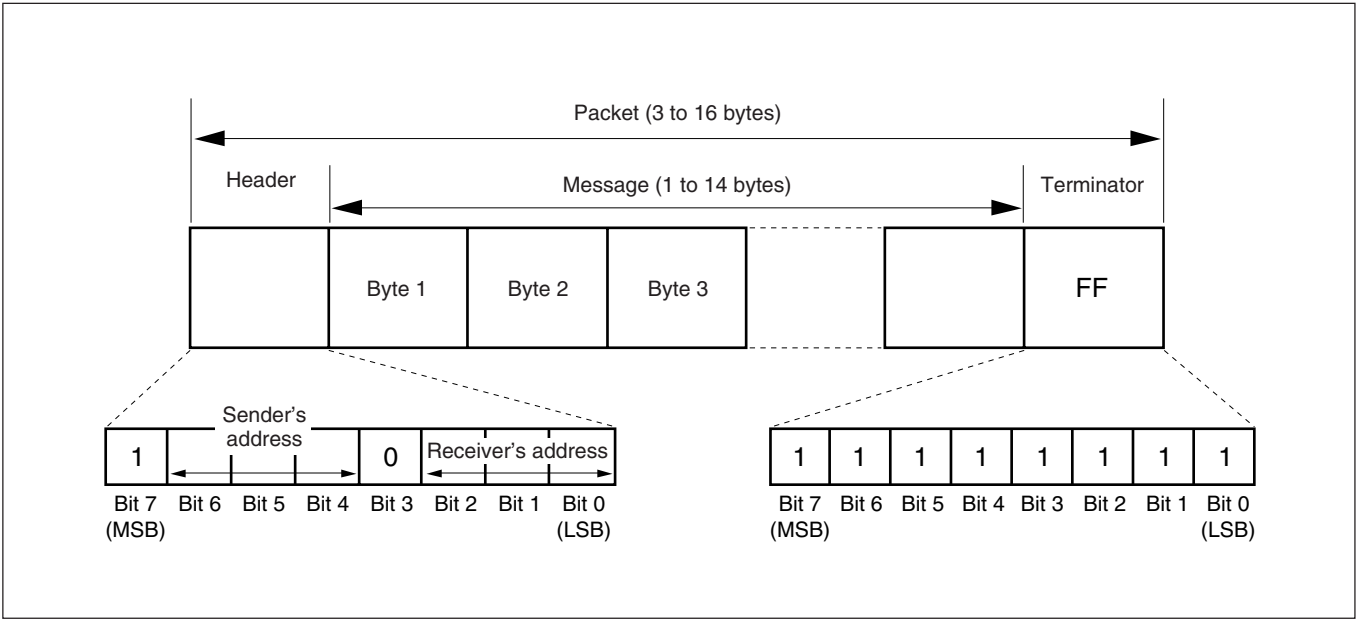 Packet (3 to 16 bytes)
Header
Message (1 to 14 bytes)
Terminator
Byte 1 Byte 2 Byte 3 FF
Sender's
address
1 0 Receiver's address
Bit 7 Bit 6 Bit 5 Bit 4 Bit 3 Bit 2 Bit 1 Bit 0
(MSB) (LSB)
1 1 1 1 1 1 1 1
Bit 7 Bit 6 Bit 5 Bit 4 Bit 3 Bit 2 Bit 1 Bit 0
(MSB) (LSB)